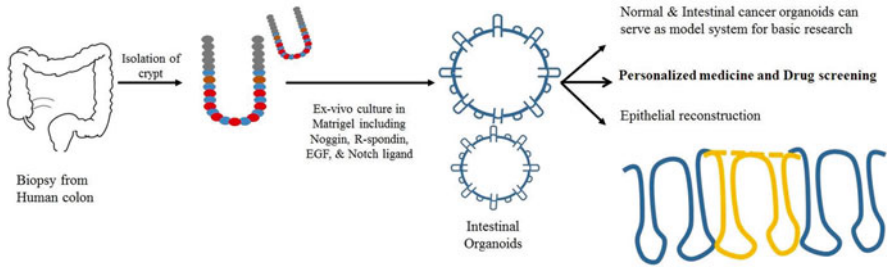 Biopsy from
Human colon
Isolation of
crypt
Ex-vivo culture in
Matrigel including
Noggin, R-spondin,
EGF, & Notch ligand
Intestinal
Organoids
Normal & Intestinal cancer organoids can
serve as model system for basic research
Personalized medicine and Drug screening
Epithelial reconstruction